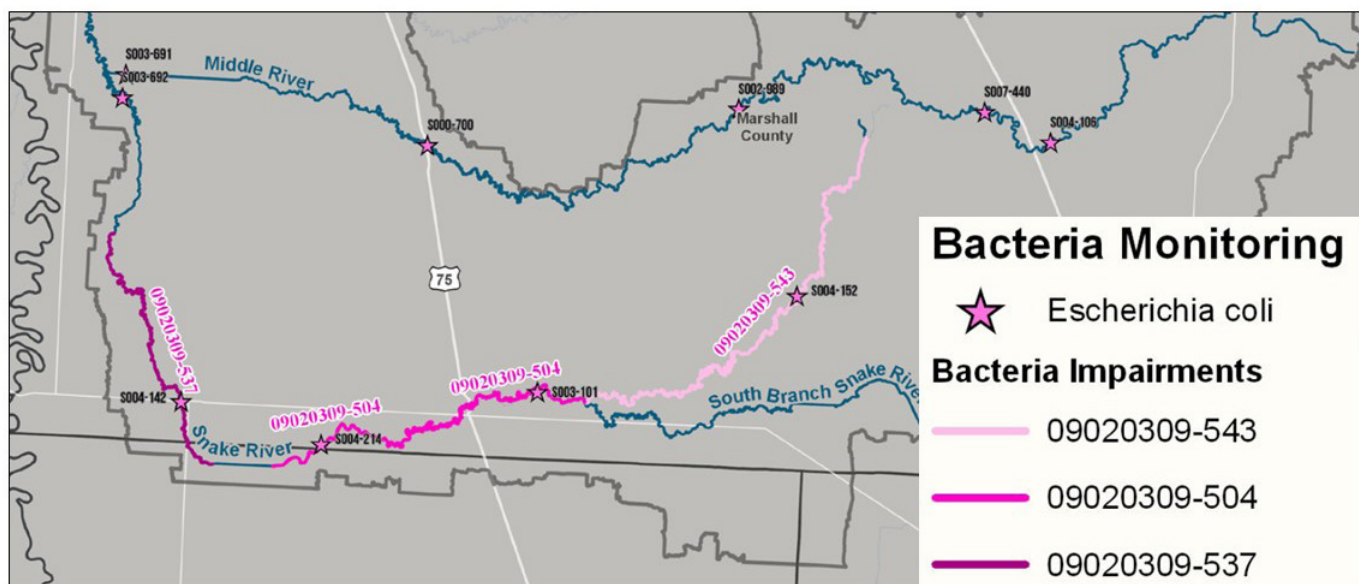 S003-691
S003-692
Middle River
S000-700
S002-989
Marshall
County
S007-440
S004-106
75
09020309-543
S004-152
09020309-537
S004-142
09020309-504
S003-101
South Branch Snake River
09020309-504
S004-214
Snake River
Bacteria Monitoring
Escherichia coli
Bacteria Impairments
09020309-543
09020309-504
09020309-537